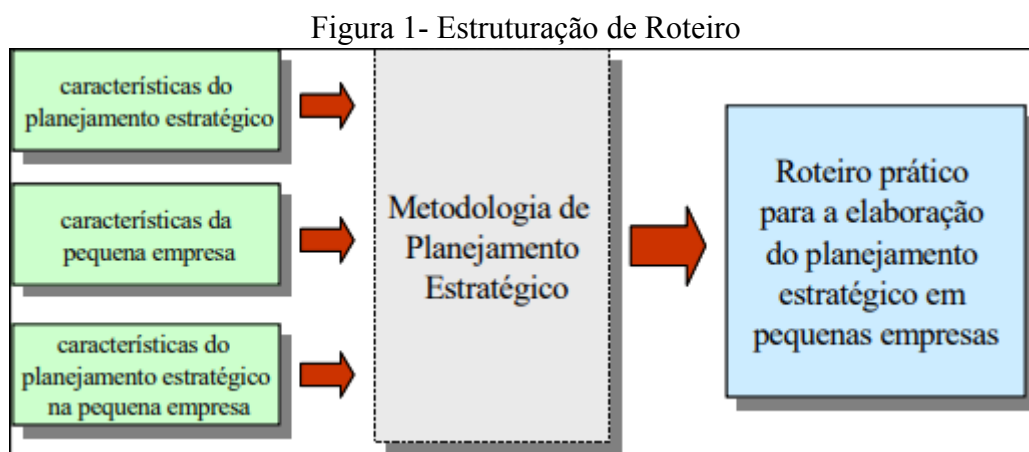 Figura 1- Estruturação de Roteiro
características do
planejamento estratégico
características da
pequena empresa
características do
planejamento estratégico
na pequena empresa
Metodologia de
Planejamento
Estratégico
Roteiro prático
para a elaboração
do planejamento
estratégico em
pequenas empresas